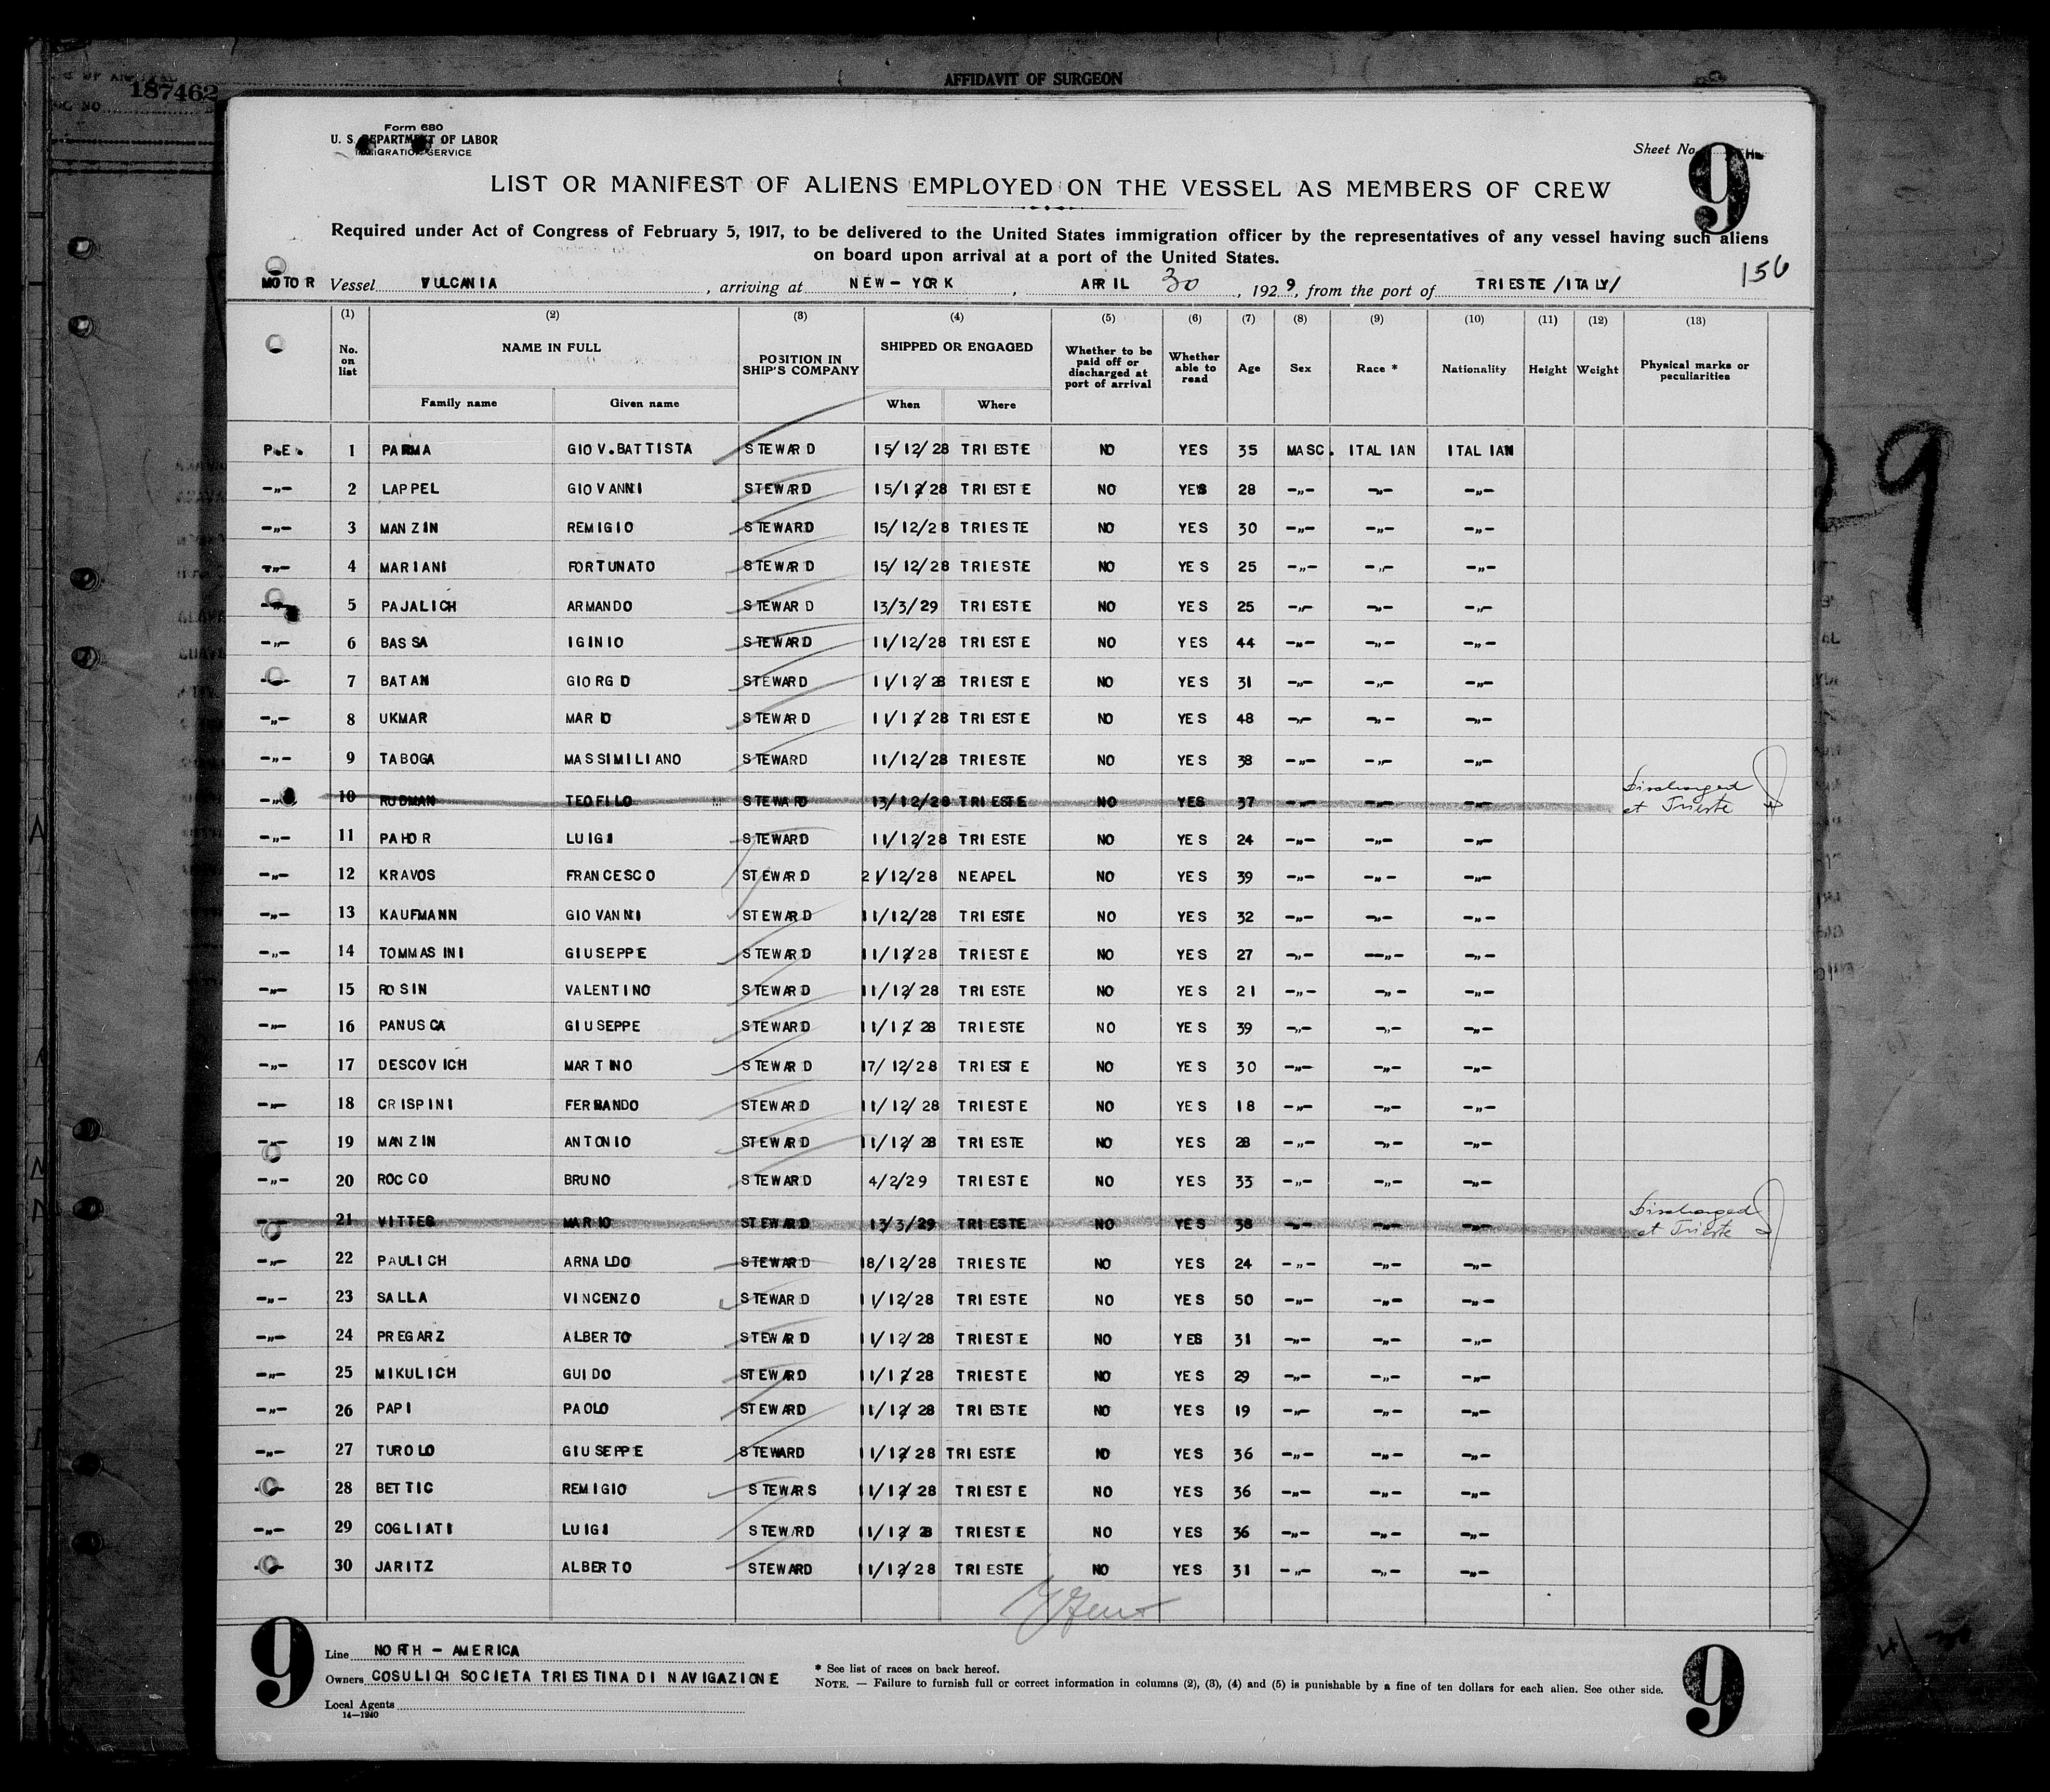 AFFIDAVIT OF SURGEON
187462
Form 680
U. S. DEPARTMENT OF LABOR
IMMIGRATION SERVICE
Sheet No.
9
LIST OR MANIFEST OF ALIENS EMPLOYED ON THE VESSEL AS MEMBERS OF CREW
Required under Act of Congress of February 5, 1917, to be delivered to the United States immigration officer by the representatives of any vessel having such aliens
on board upon arrival at a port of the United States.
156
MOTOR Vessel VULCANIA, arriving at NEW-YORK, APRIL 30, 1929, from the port of TRIESTE /ITALY/
(1) (2) (3) (4) (5) (6) (7) (8) (9) (10) (11) (12) (13)
No. on list NAME IN FULL POSITION IN SHIP'S COMPANY SHIPPED OR ENGAGED Whether to be paid off or discharged at port of arrival Whether able to read Age Sex Race * Nationality Height Weight Physical marks or peculiarities
Family name Given name When Where
P.E. 1 PARMA GIOV.BATTISTA STEWARD 15/12/28 TRIESTE NO YES 35 MASC. ITALIAN ITALIAN
-"- 2 LAPPEL GIOVANNI STEWARD 15/12/28 TRIESTE NO YES 28 -"- -"- -"-
-"- 3 MANZIN REMIGIO STEWARD 15/12/28 TRIESTE NO YES 30 -"- -"- -"-
-"- 4 MARIANI FORTUNATO STEWARD 15/12/28 TRIESTE NO YES 25 -"- -"- -"-
-"- 5 PAJALICH ARMANDO STEWARD 13/3/29 TRIESTE NO YES 25 -"- -"- -"-
-"- 6 BASSA IGINIO STEWARD 11/12/28 TRIESTE NO YES 44 -"- -"- -"-
-"- 7 BATAN GIORGIO STEWARD 11/12/28 TRIESTE NO YES 31 -"- -"- -"-
-"- 8 UKMAR MARIO STEWARD 11/12/28 TRIESTE NO YES 48 -"- -"- -"-
-"- 9 TABOGA MASSIMILIANO STEWARD 11/12/28 TRIESTE NO YES 38 -"- -"- -"-
-"- 10 RUDMAN TEOFILO STEWARD 13/12/28 TRIESTE NO YES 37 -"- -"- -"- Discharged at Trieste
-"- 11 PAHOR LUIGI STEWARD 11/12/28 TRIESTE NO YES 24 -"- -"- -"-
-"- 12 KRAVOS FRANCESCO STEWARD 21/12/28 NEAPEL NO YES 39 -"- -"- -"-
-"- 13 KAUFMANN GIOVANNI STEWARD 11/12/28 TRIESTE NO YES 32 -"- -"- -"-
-"- 14 TOMMASINI GIUSEPPE STEWARD 11/12/28 TRIESTE NO YES 27 -"- -"- -"-
-"- 15 ROSIN VALENTINO STEWARD 11/12/28 TRIESTE NO YES 21 -"- -"- -"-
-"- 16 PANUSCA GIUSEPPE STEWARD 11/12/28 TRIESTE NO YES 39 -"- -"- -"-
-"- 17 DESCOVICH MARTINO STEWARD 17/12/28 TRIESTE NO YES 30 -"- -"- -"-
-"- 18 CRISPINI FERNANDO STEWARD 11/12/28 TRIESTE NO YES 18 -"- -"- -"-
-"- 19 MANZIN ANTONIO STEWARD 11/12/28 TRIESTE NO YES 28 -"- -"- -"-
-"- 20 ROCCO BRUNO STEWARD 4/2/29 TRIESTE NO YES 33 -"- -"- -"-
-"- 21 VITTES MARIO STEWARD 13/3/29 TRIESTE NO YES 38 -"- -"- -"- Discharged at Trieste
-"- 22 PAULICH ARNALDO STEWARD 18/12/28 TRIESTE NO YES 24 -"- -"- -"-
-"- 23 SALLA VINCENZO STEWARD 11/12/28 TRIESTE NO YES 50 -"- -"- -"-
-"- 24 PREGARZ ALBERTO STEWARD 11/12/28 TRIESTE NO YES 31 -"- -"- -"-
-"- 25 MIKULICH GUIDO STEWARD 11/12/28 TRIESTE NO YES 29 -"- -"- -"-
-"- 26 PAPI PAOLO STEWARD 11/12/28 TRIESTE NO YES 19 -"- -"- -"-
-"- 27 TUROLO GIUSEPPE STEWARD 11/12/28 TRIESTE NO YES 36 -"- -"- -"-
-"- 28 BETTIC REMIGIO STEWARS 11/12/28 TRIESTE NO YES 36 -"- -"- -"-
-"- 29 COGLIATI LUIGI STEWARD 11/12/28 TRIESTE NO YES 36 -"- -"- -"-
-"- 30 JARITZ ALBERTO STEWARD 11/12/28 TRIESTE NO YES 31 -"- -"- -"-
9
9
Line NORTH - AMERICA
Owners COSULICH SOCIETA TRIESTINA DI NAVIGAZIONE
Local Agents
14—1240
* See list of races on back hereof.
NOTE. — Failure to furnish full or correct information in columns (2), (3), (4) and (5) is punishable by a fine of ten dollars for each alien. See other side.